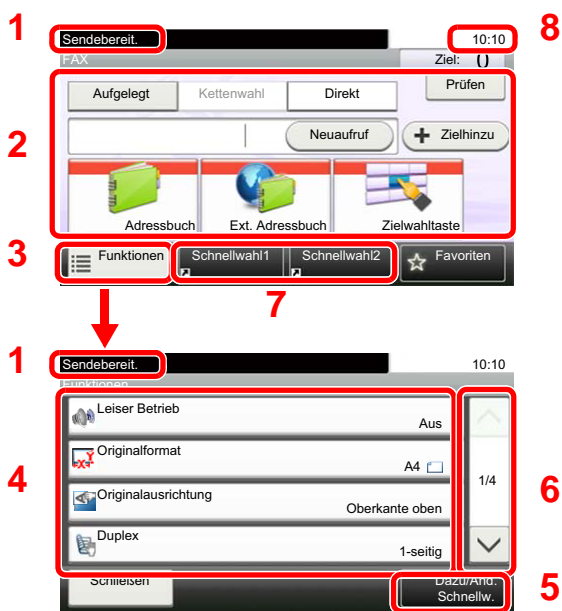 1
Sendebereit.
10:10
8
FAX
Ziel: 0
Aufgelegt
Kettenwahl
Direkt
Prüfen
2
Neuaufruf
+ Zielhinzu
Adressbuch
Ext. Adressbuch
Zielwahltaste
3
Funktionen
Schnellwahl1
Schnellwahl2
Favoriten
7
1
Sendebereit.
10:10
Funktionen
Leiser Betrieb
Aus
Originalformat
A4
4
1/4
6
Originalausrichtung
Oberkante oben
Duplex
1-seitig
Schließen
Dazu/Änd.
Schnellw.
5